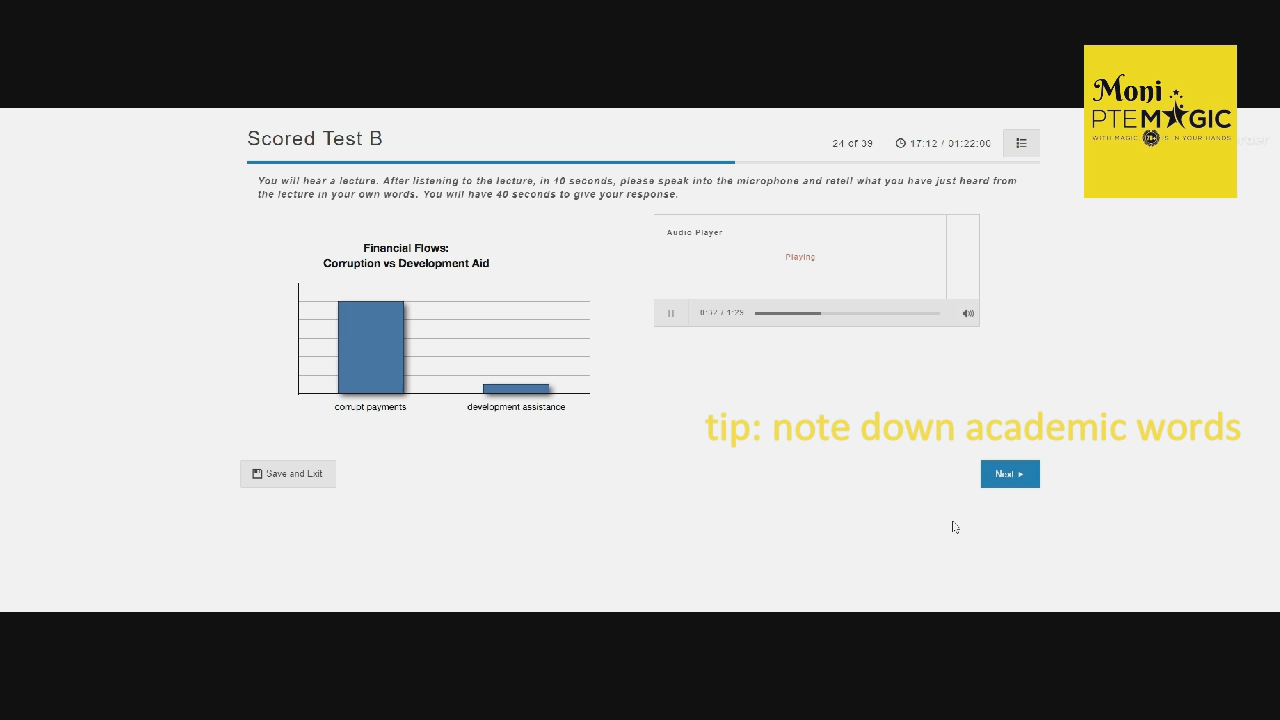 Moni
PTEMAGIC
WITH MAGIC 79+ IS IN YOUR HANDS
Scored Test B
24 of 39
17:12 / 01:22:00
You will hear a lecture. After listening to the lecture, in 10 seconds, please speak into the microphone and retell what you have just heard from
the lecture in your own words. You will have 40 seconds to give your response.
Financial Flows:
Corruption vs Development Aid
corrupt payments
development assistance
Audio Player
Playing
tip: note down academic words
Save and Exit
Next